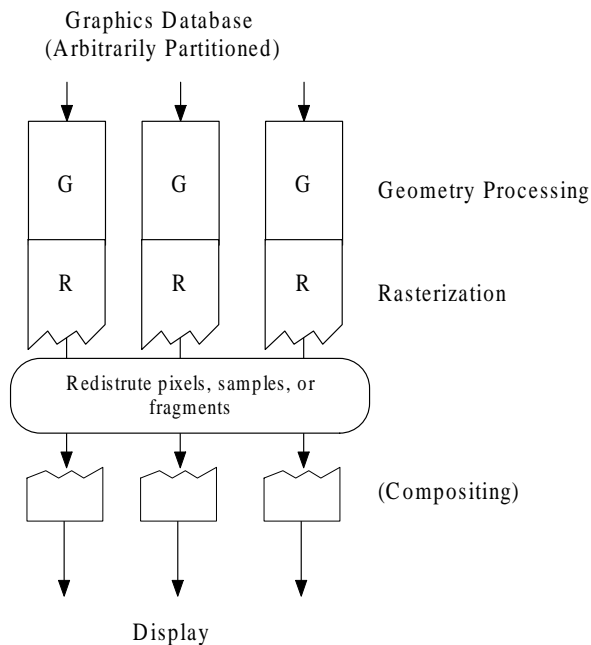 Graphics Database
(Arbitrarily Partitioned)
G G G
Geometry Processing
R R R
Rasterization
Redistrute pixels, samples, or
fragments
(Compositing)
Display